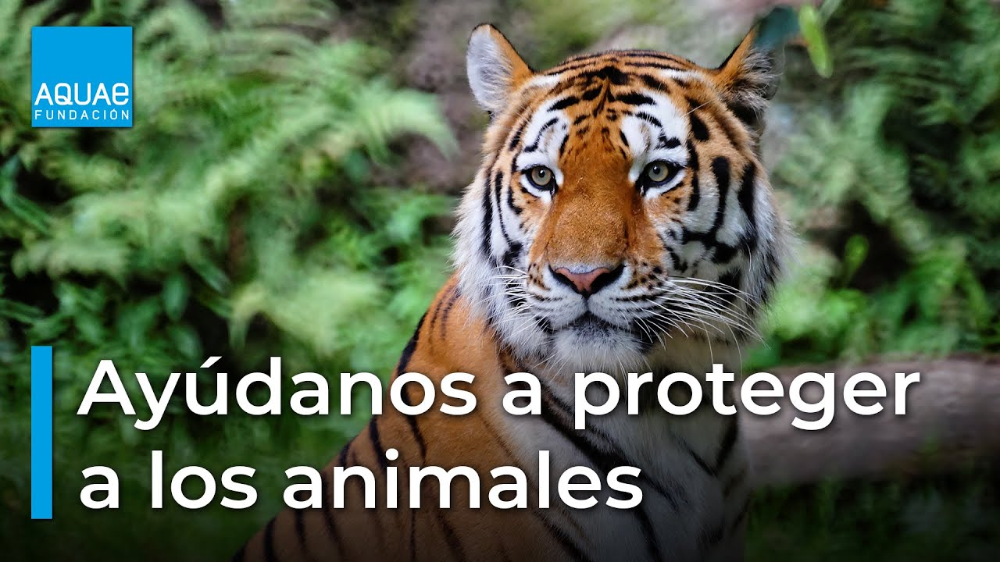 AQUAe
FUNDACIÓN
Ayúdanos a proteger
a los animales